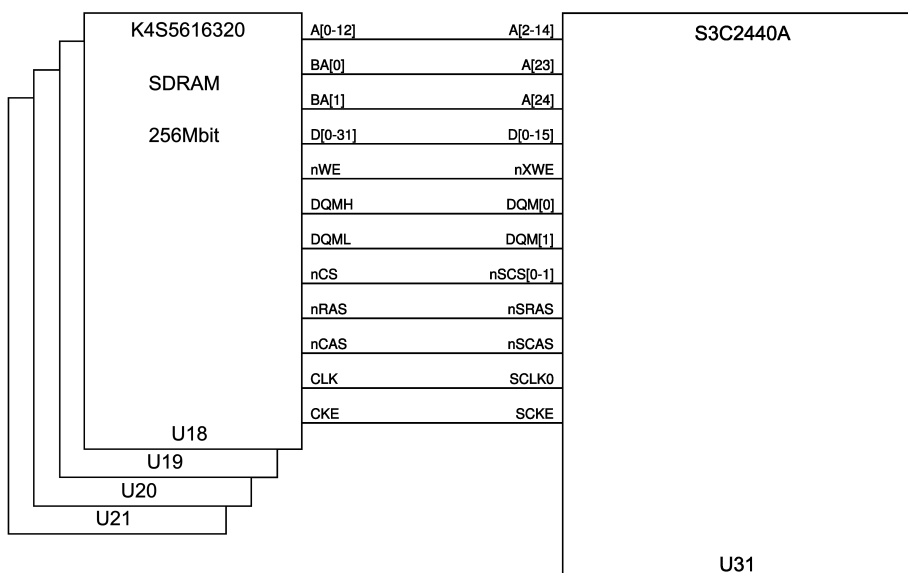 K4S5616320
SDRAM
256Mbit
U18
U19
U20
U21
A[0-12] A[2-14]
BA[0] A[23]
BA[1] A[24]
D[0-31] D[0-15]
nWE nXWE
DQMH DQM[0]
DQML DQM[1]
nCS nSCS[0-1]
nRAS nSRAS
nCAS nSCAS
CLK SCLK0
CKE SCKE
S3C2440A
U31